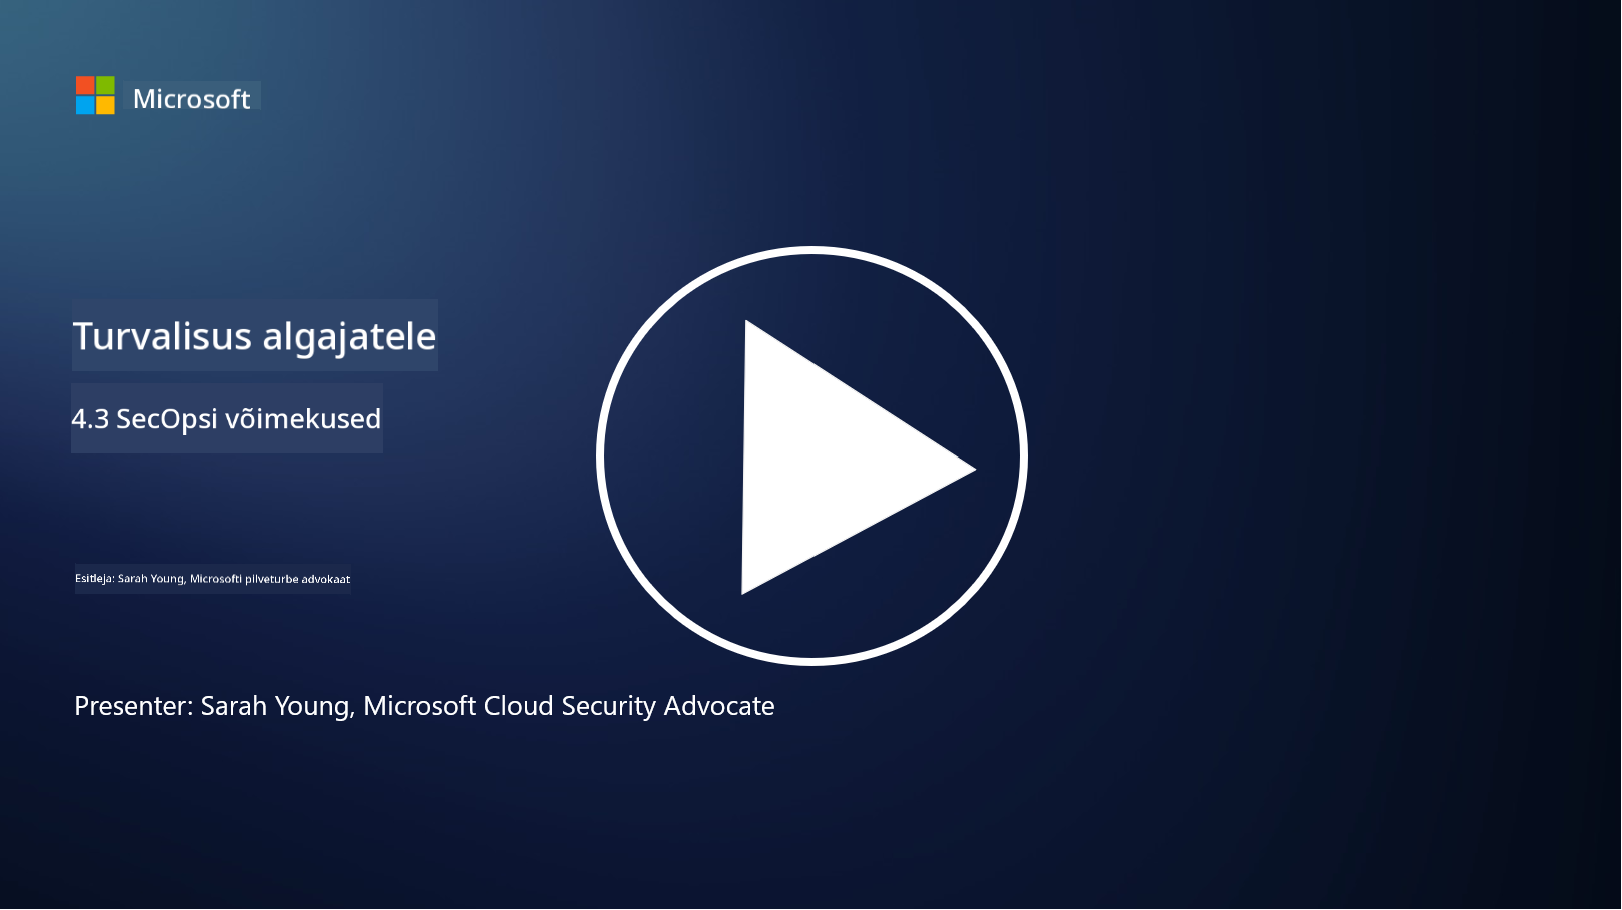 Microsoft
Turvalisus algajatele
4.3 SecOpsi võimekused
Esitleja: Sarah Young, Microsofti pilveturbe advokaat
Presenter: Sarah Young, Microsoft Cloud Security Advocate